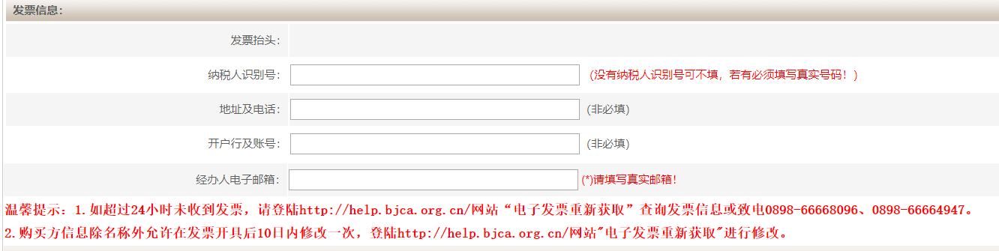 发票信息：
发票抬头：
纳税人识别号： (没有纳税人识别号可不填，若有必须填写真实号码！)
地址及电话： (非必填)
开户行及账号： (非必填)
经办人电子邮箱： (*)请填写真实邮箱！
温馨提示：1.如超过24小时未收到发票，请登陆http://help.bjca.org.cn/网站“电子发票重新获取”查询发票信息或致电0898-66668096、0898-66664947。
2.购买方信息除名称外允许在发票开具后10日内修改一次，登陆http://help.bjca.org.cn/网站"电子发票重新获取"进行修改。